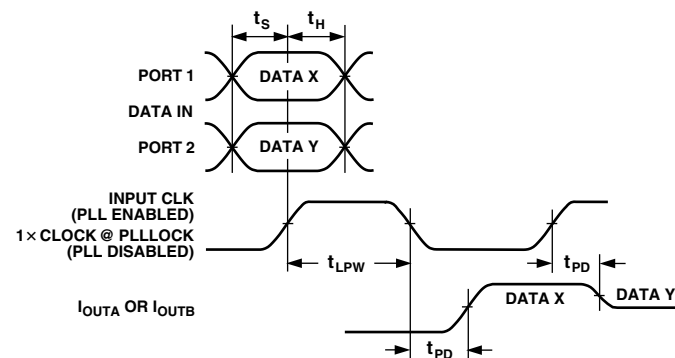 tS tH
PORT 1 DATA X
DATA IN
PORT 2 DATA Y
INPUT CLK
(PLL ENABLED)
1 × CLOCK @ PLLLOCK
(PLL DISABLED)
tLPW
tPD
DATA X DATA Y
IOUTA OR IOUTB
tPD